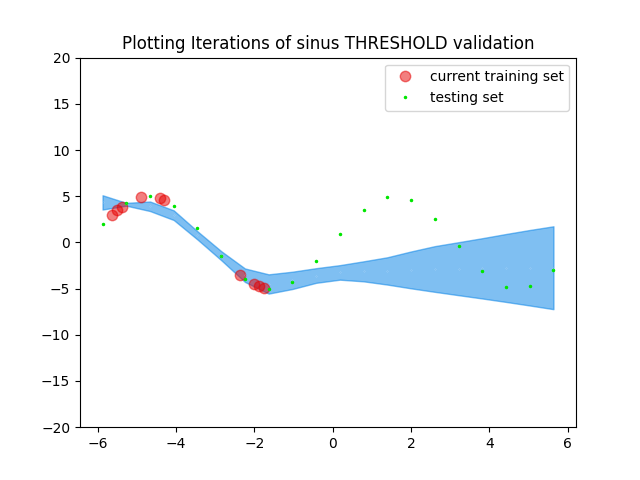 Plotting Iterations of sinus THRESHOLD validation
current training set
testing set
20
15
10
5
0
−5
−10
−15
−20
−6 −4 −2 0 2 4 6